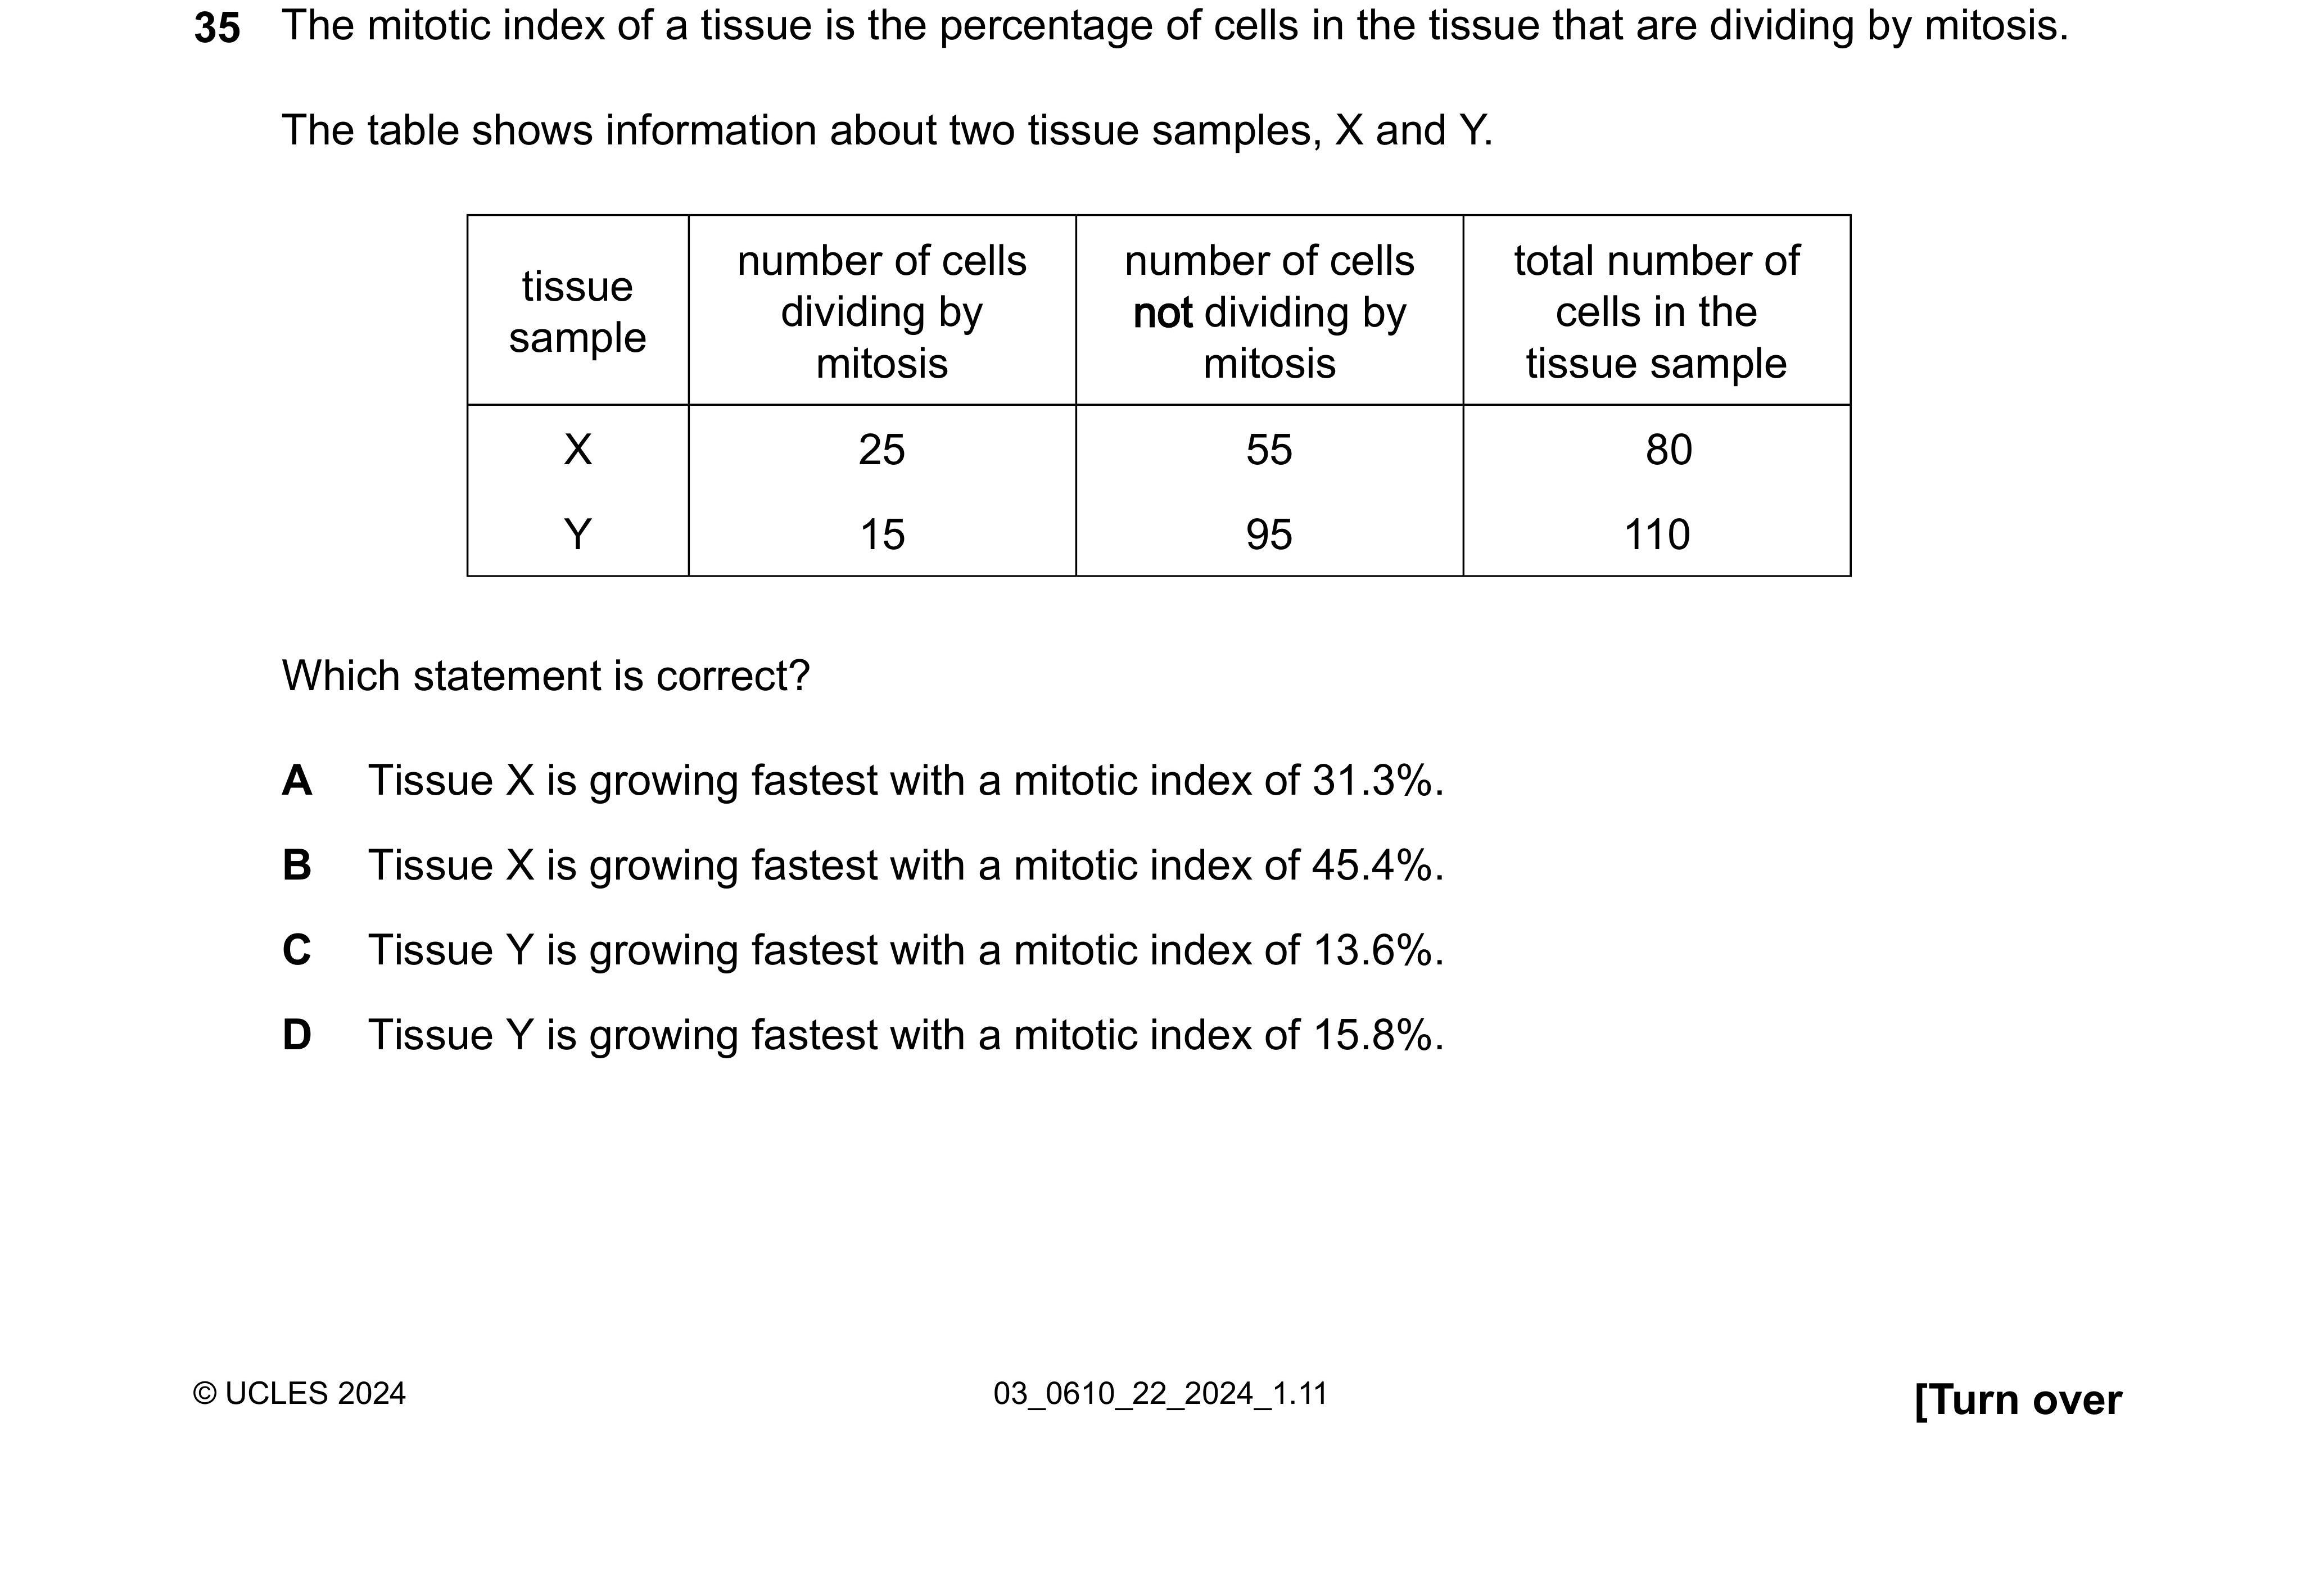 35 The mitotic index of a tissue is the percentage of cells in the tissue that are dividing by mitosis.
The table shows information about two tissue samples, X and Y.
tissue sample
number of cells dividing by mitosis
number of cells not dividing by mitosis
total number of cells in the tissue sample
X 25 55 80
Y 15 95 110
Which statement is correct?
A Tissue X is growing fastest with a mitotic index of 31.3%.
B Tissue X is growing fastest with a mitotic index of 45.4%.
C Tissue Y is growing fastest with a mitotic index of 13.6%.
D Tissue Y is growing fastest with a mitotic index of 15.8%.
© UCLES 2024 03_0610_22_2024_1.11 [Turn over